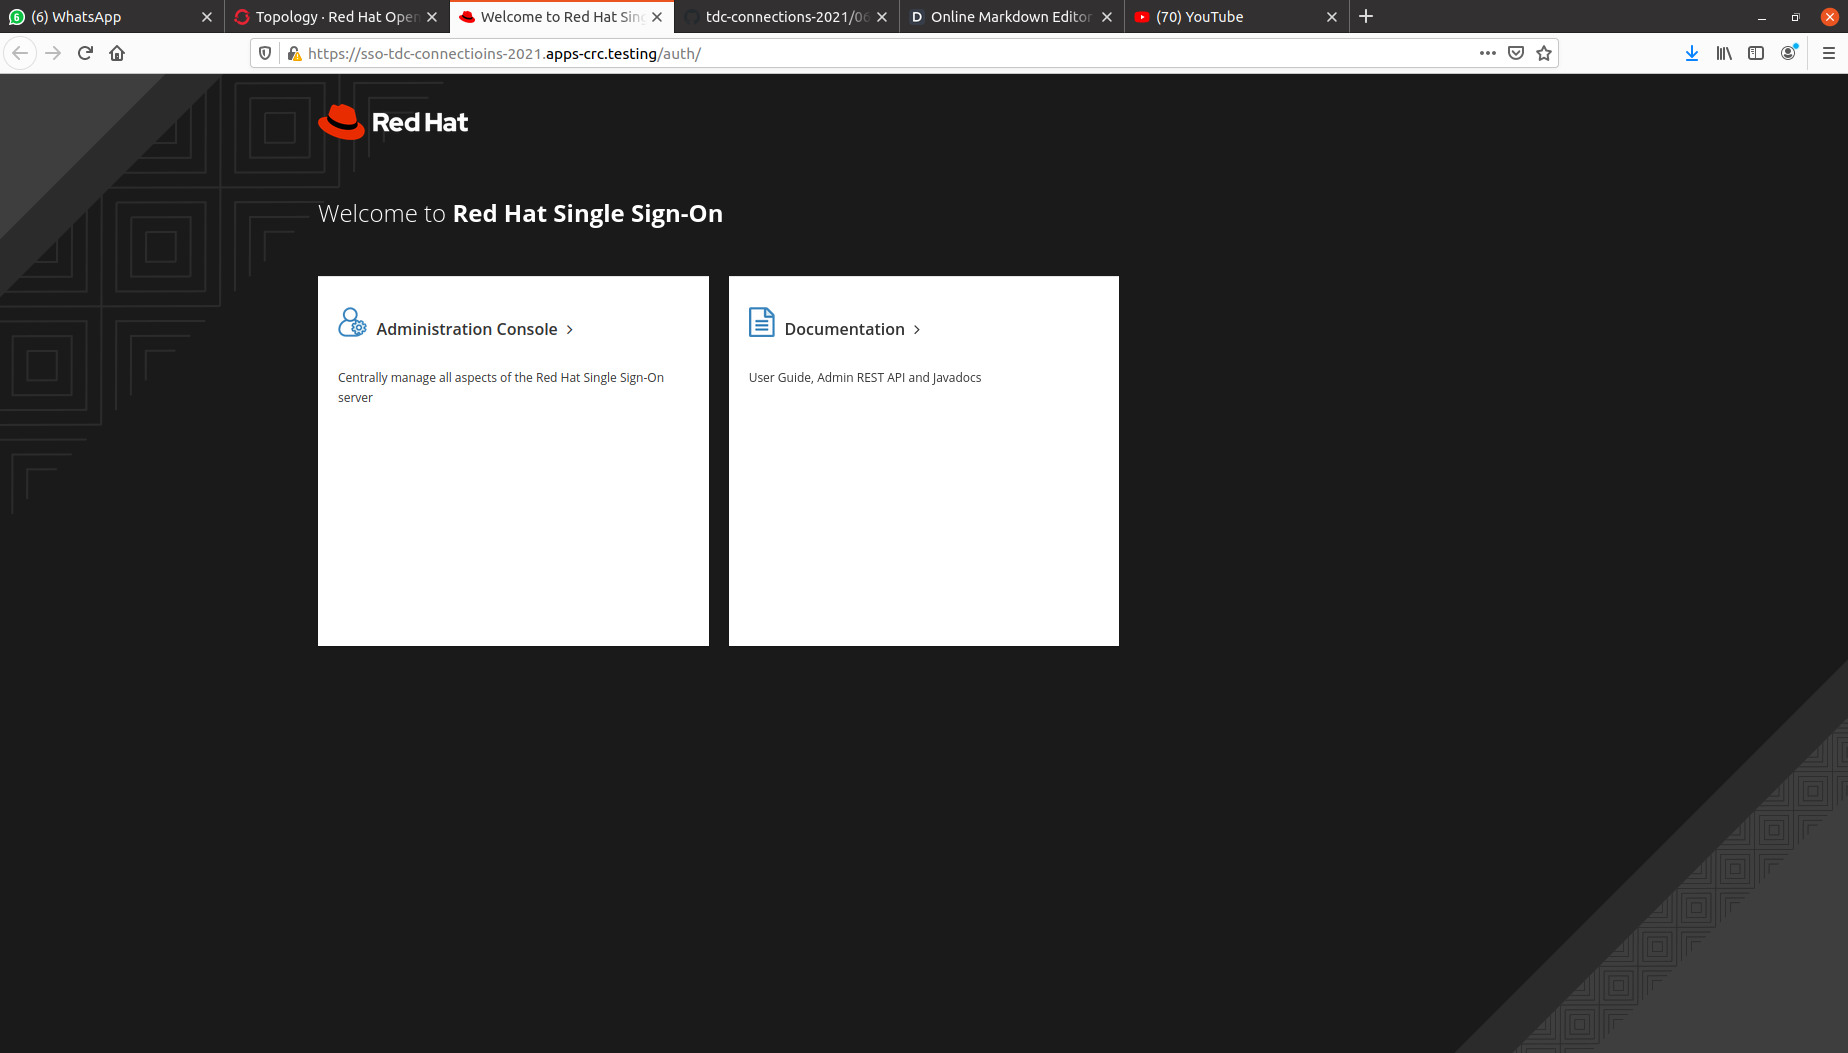 (6) WhatsApp
Topology · Red Hat Open
Welcome to Red Hat Sing
tdc-connections-2021/06
Online Markdown Editor
(70) YouTube
https://sso-tdc-connectioins-2021.apps-crc.testing/auth/
Red Hat
Welcome to Red Hat Single Sign-On
Administration Console
Centrally manage all aspects of the Red Hat Single Sign-On
server
Documentation
User Guide, Admin REST API and Javadocs